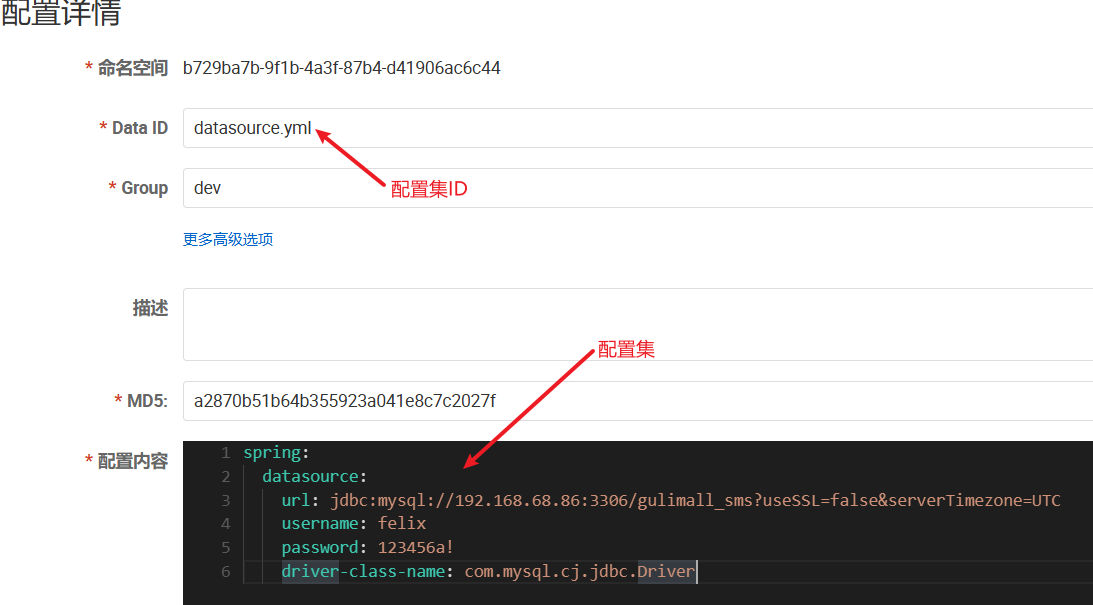 配置详情
* 命名空间 b729ba7b-9f1b-4a3f-87b4-d41906ac6c44
* Data ID datasource.yml
配置集ID
* Group dev
更多高级选项
描述
配置集
* MD5: a2870b51b64b355923a041e8c7c2027f
* 配置内容
1 spring:
2 datasource:
3 url: jdbc:mysql://192.168.68.86:3306/gulimall_sms?useSSL=false&serverTimezone=UTC
4 username: felix
5 password: 123456a!
6 driver-class-name: com.mysql.cj.jdbc.Driver